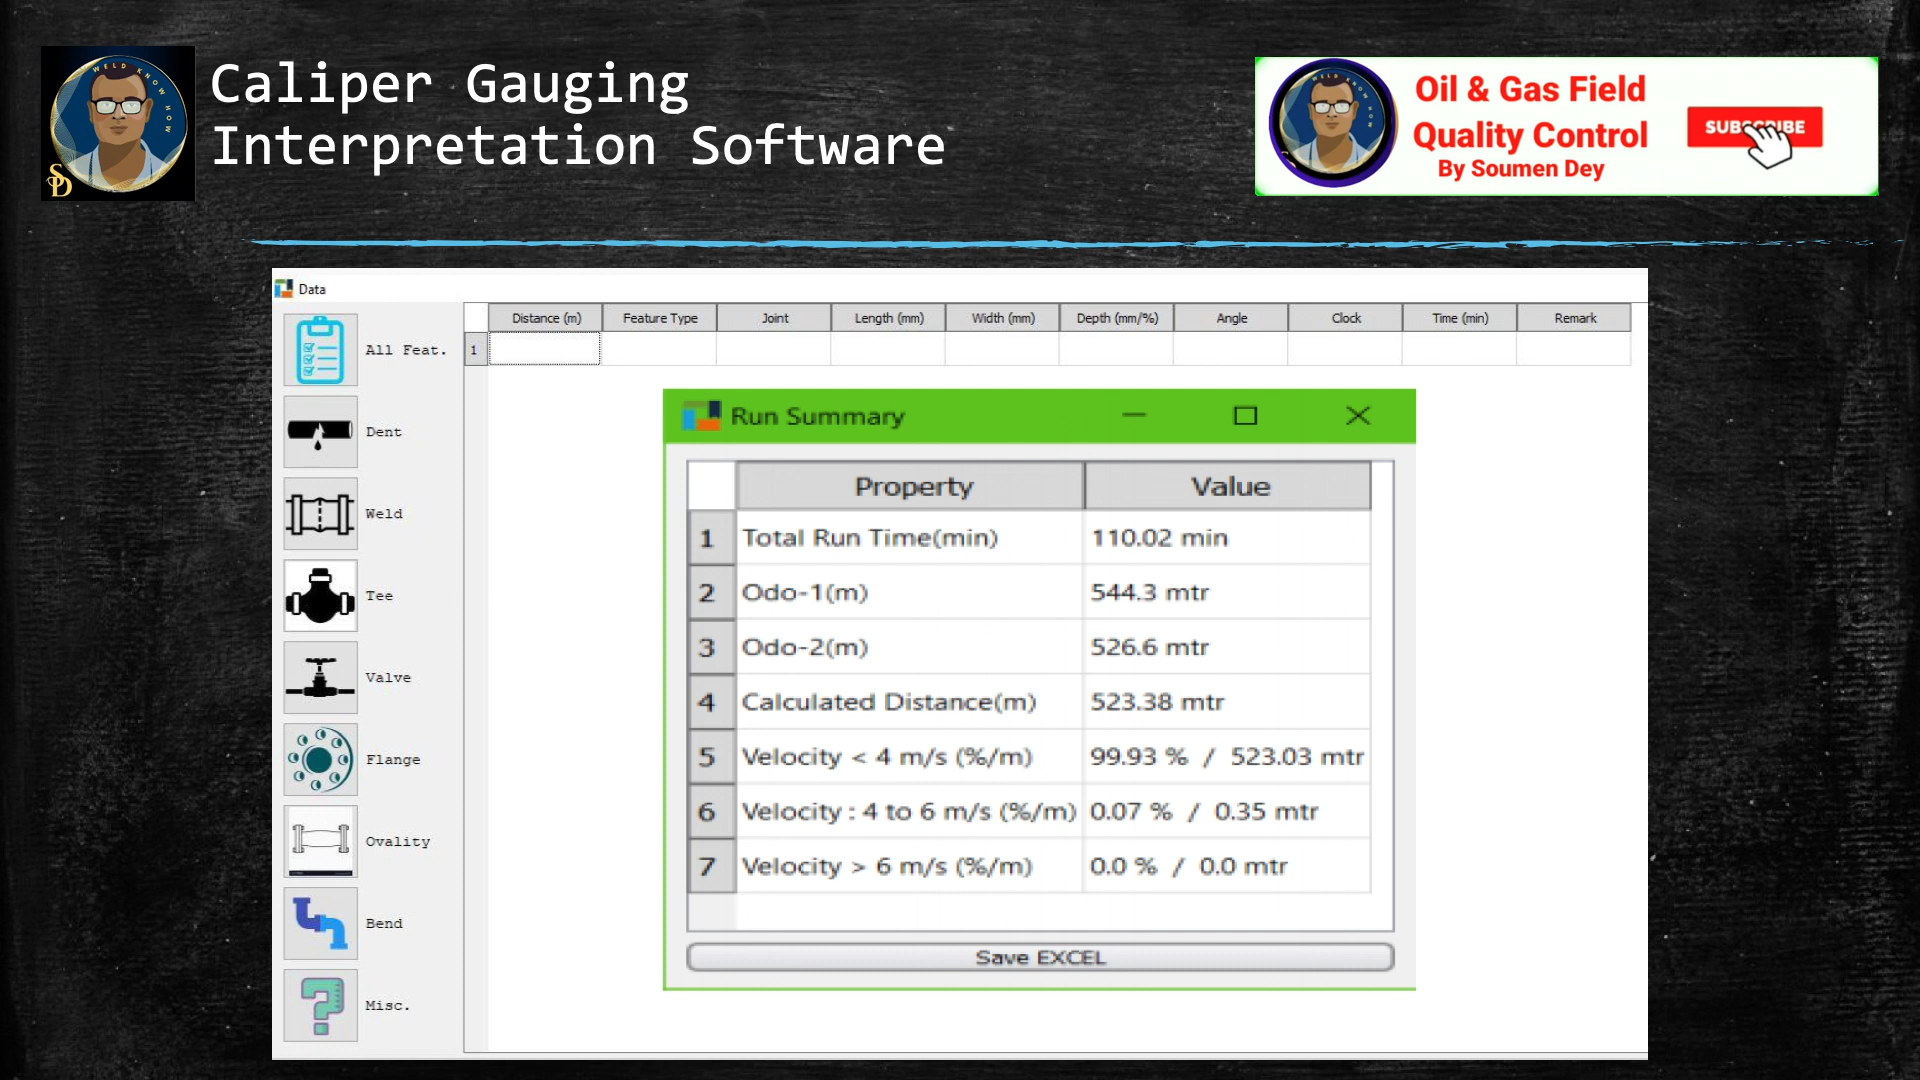 WELD KNOW HOW
SD
Caliper Gauging
Interpretation Software
Oil & Gas Field
Quality Control
By Soumen Dey
SUBSCRIBE
Data
Distance (m) Feature Type Joint Length (mm) Width (mm) Depth (mm/%) Angle Clock Time (min) Remark
1
All Feat.
Dent
Weld
Tee
Valve
Flange
Ovality
Bend
Misc.
Run Summary
Property Value
1 Total Run Time(min) 110.02 min
2 Odo-1(m) 544.3 mtr
3 Odo-2(m) 526.6 mtr
4 Calculated Distance(m) 523.38 mtr
5 Velocity < 4 m/s (%/m) 99.93 % / 523.03 mtr
6 Velocity : 4 to 6 m/s (%/m) 0.07 % / 0.35 mtr
7 Velocity > 6 m/s (%/m) 0.0 % / 0.0 mtr
Save EXCEL